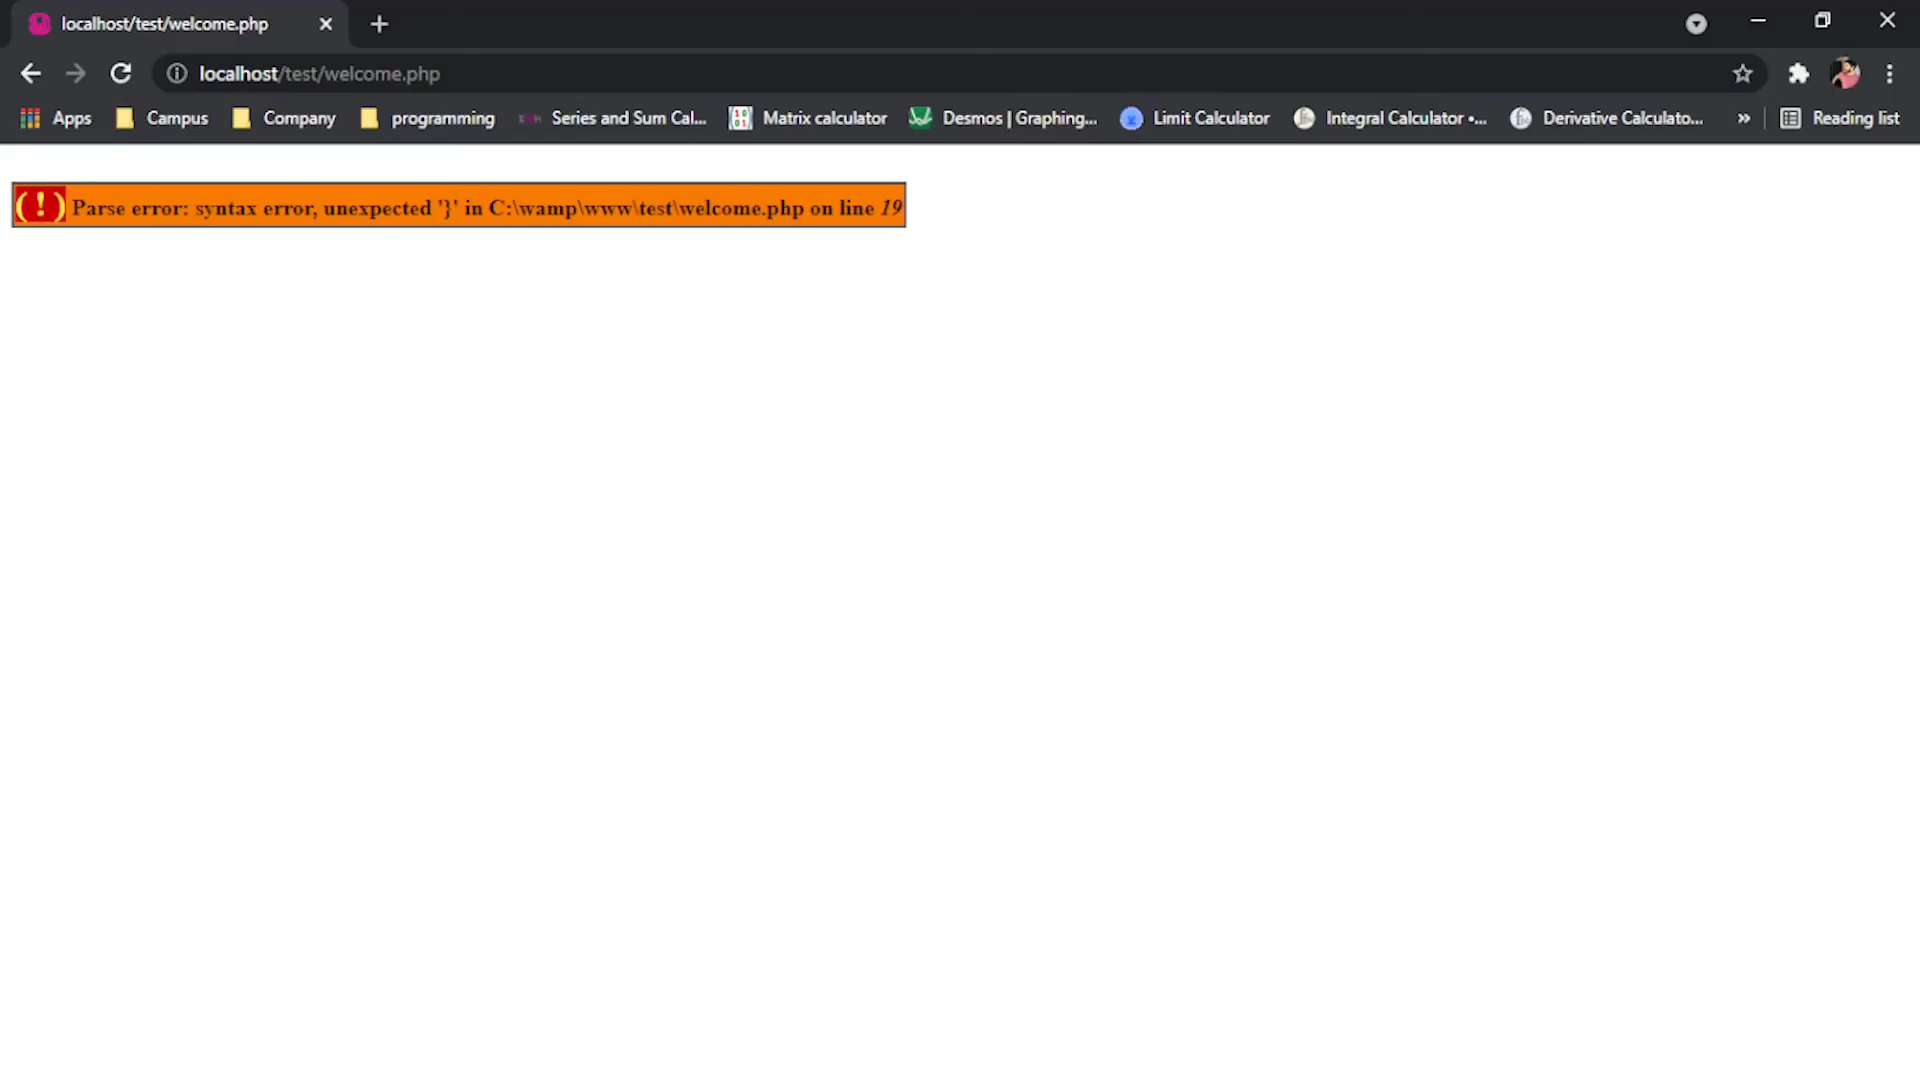 localhost/test/welcome.php
localhost/test/welcome.php
Apps Campus Company programming Series and Sum Cal... Matrix calculator Desmos | Graphing... Limit Calculator Integral Calculator •... Derivative Calculato... » Reading list
( ! ) Parse error: syntax error, unexpected '}' in C:\wamp\www\test\welcome.php on line 19